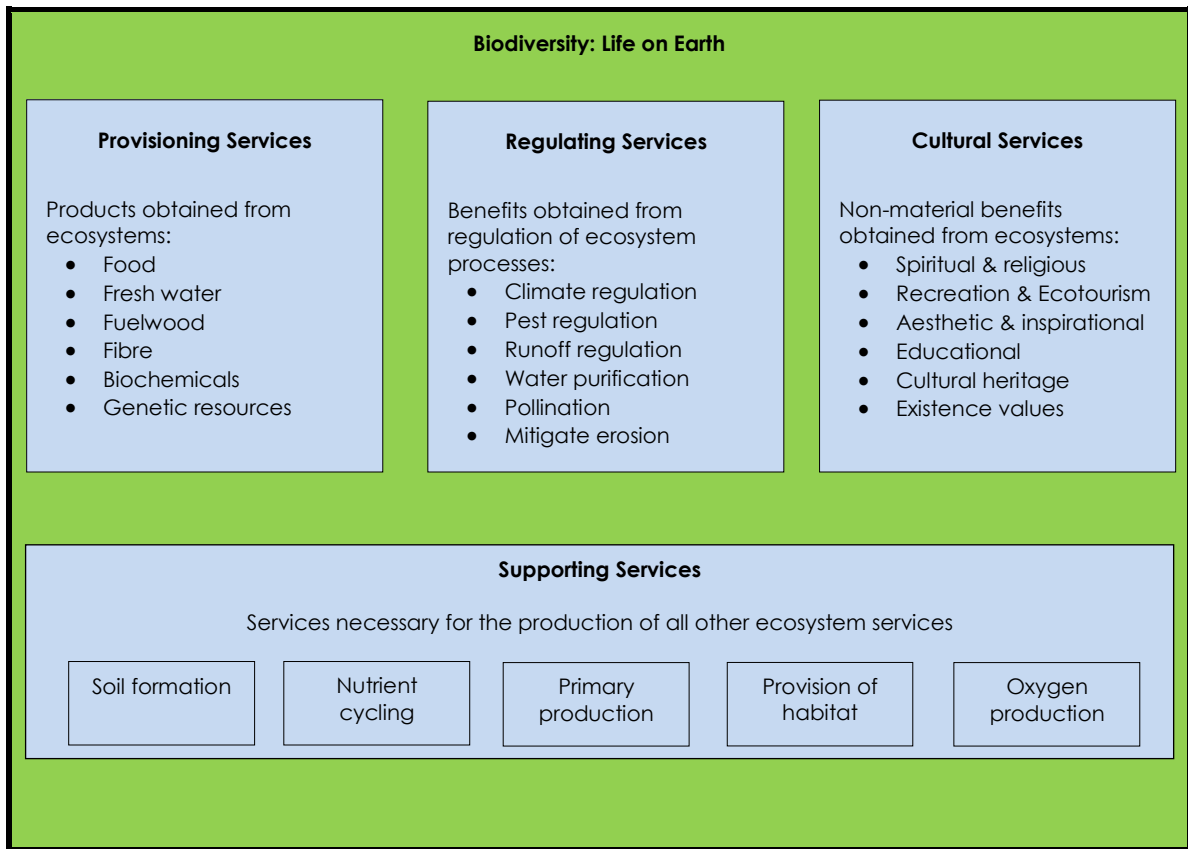 Biodiversity: Life on Earth
Provisioning Services
Products obtained from
ecosystems:
• Food
• Fresh water
• Fuelwood
• Fibre
• Biochemicals
• Genetic resources
Regulating Services
Benefits obtained from
regulation of ecosystem
processes:
• Climate regulation
• Pest regulation
• Runoff regulation
• Water purification
• Pollination
• Mitigate erosion
Cultural Services
Non-material benefits
obtained from ecosystems:
• Spiritual & religious
• Recreation & Ecotourism
• Aesthetic & inspirational
• Educational
• Cultural heritage
• Existence values
Supporting Services
Services necessary for the production of all other ecosystem services
Soil formation
Nutrient
cycling
Primary
production
Provision of
habitat
Oxygen
production